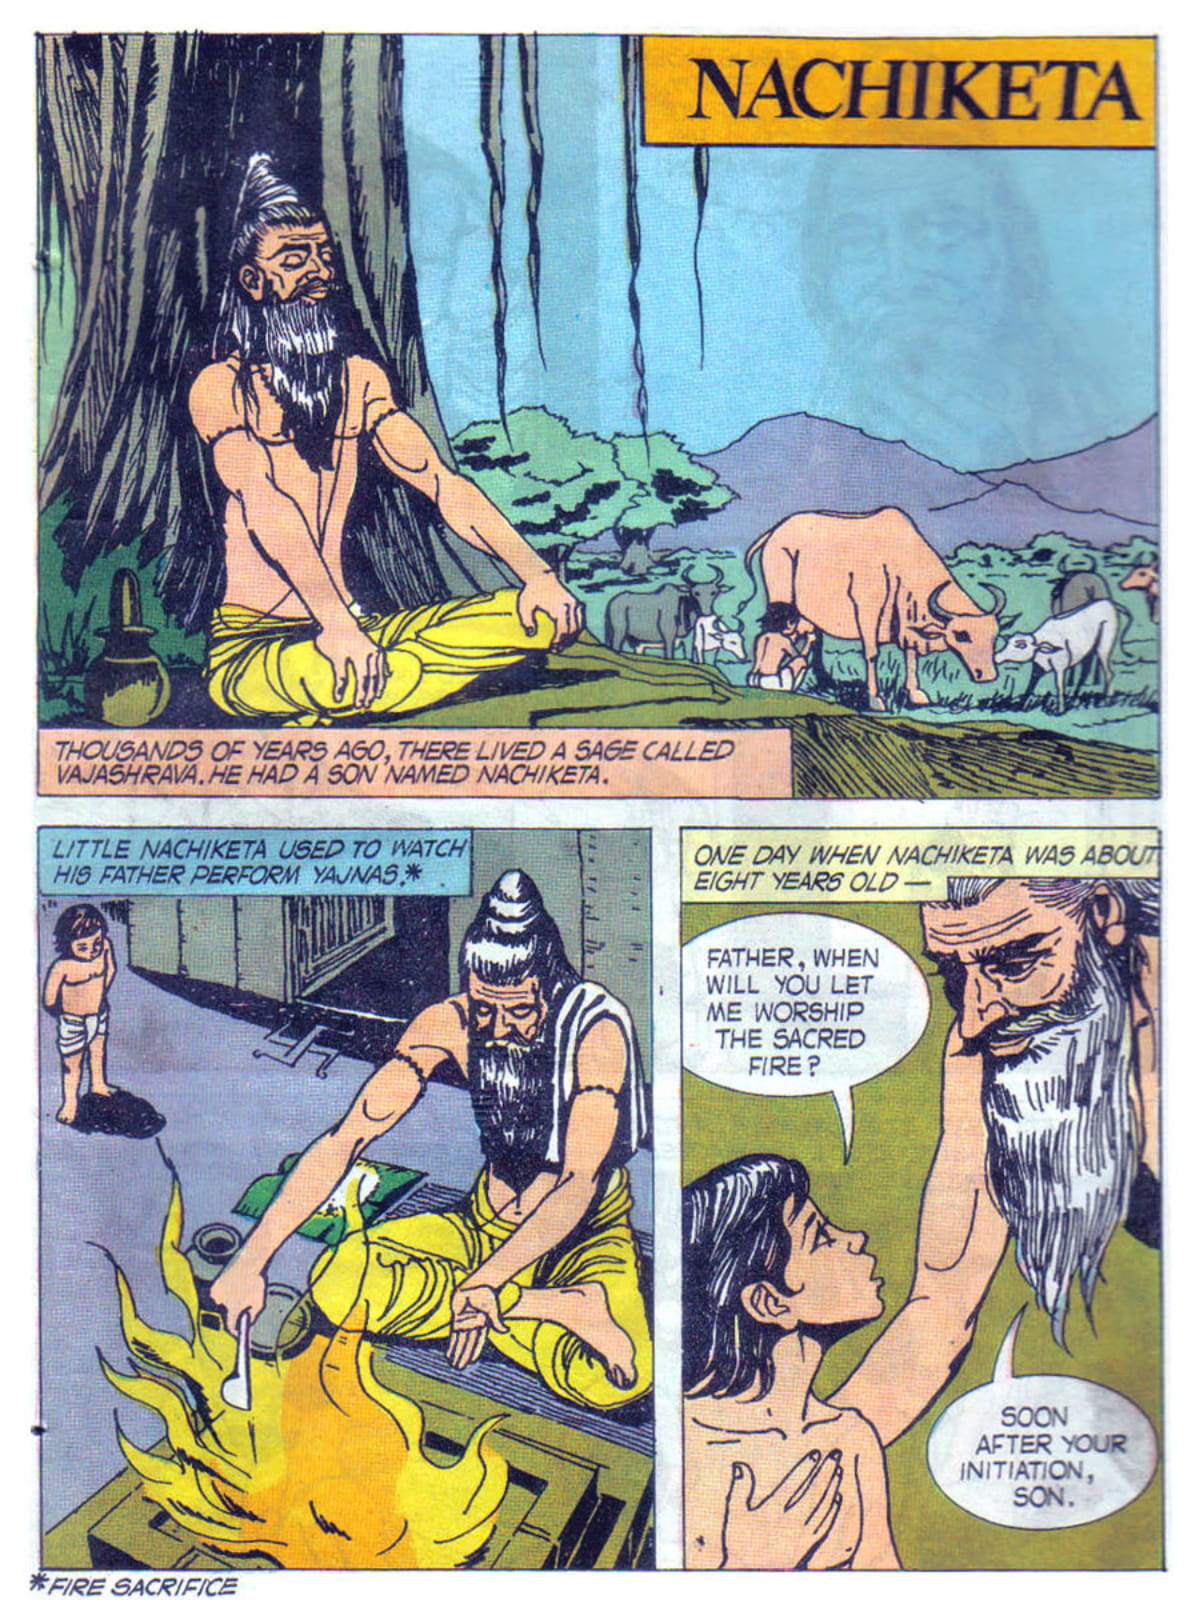 NACHIKETA
THOUSANDS OF YEARS AGO, THERE LIVED A SAGE CALLED
VAJASHRAVA. HE HAD A SON NAMED NACHIKETA.
LITTLE NACHIKETA USED TO WATCH
HIS FATHER PERFORM YAJNAS.*
ONE DAY WHEN NACHIKETA WAS ABOUT
EIGHT YEARS OLD —
FATHER, WHEN
WILL YOU LET
ME WORSHIP
THE SACRED
FIRE?
SOON
AFTER YOUR
INITIATION,
SON.
*FIRE SACRIFICE